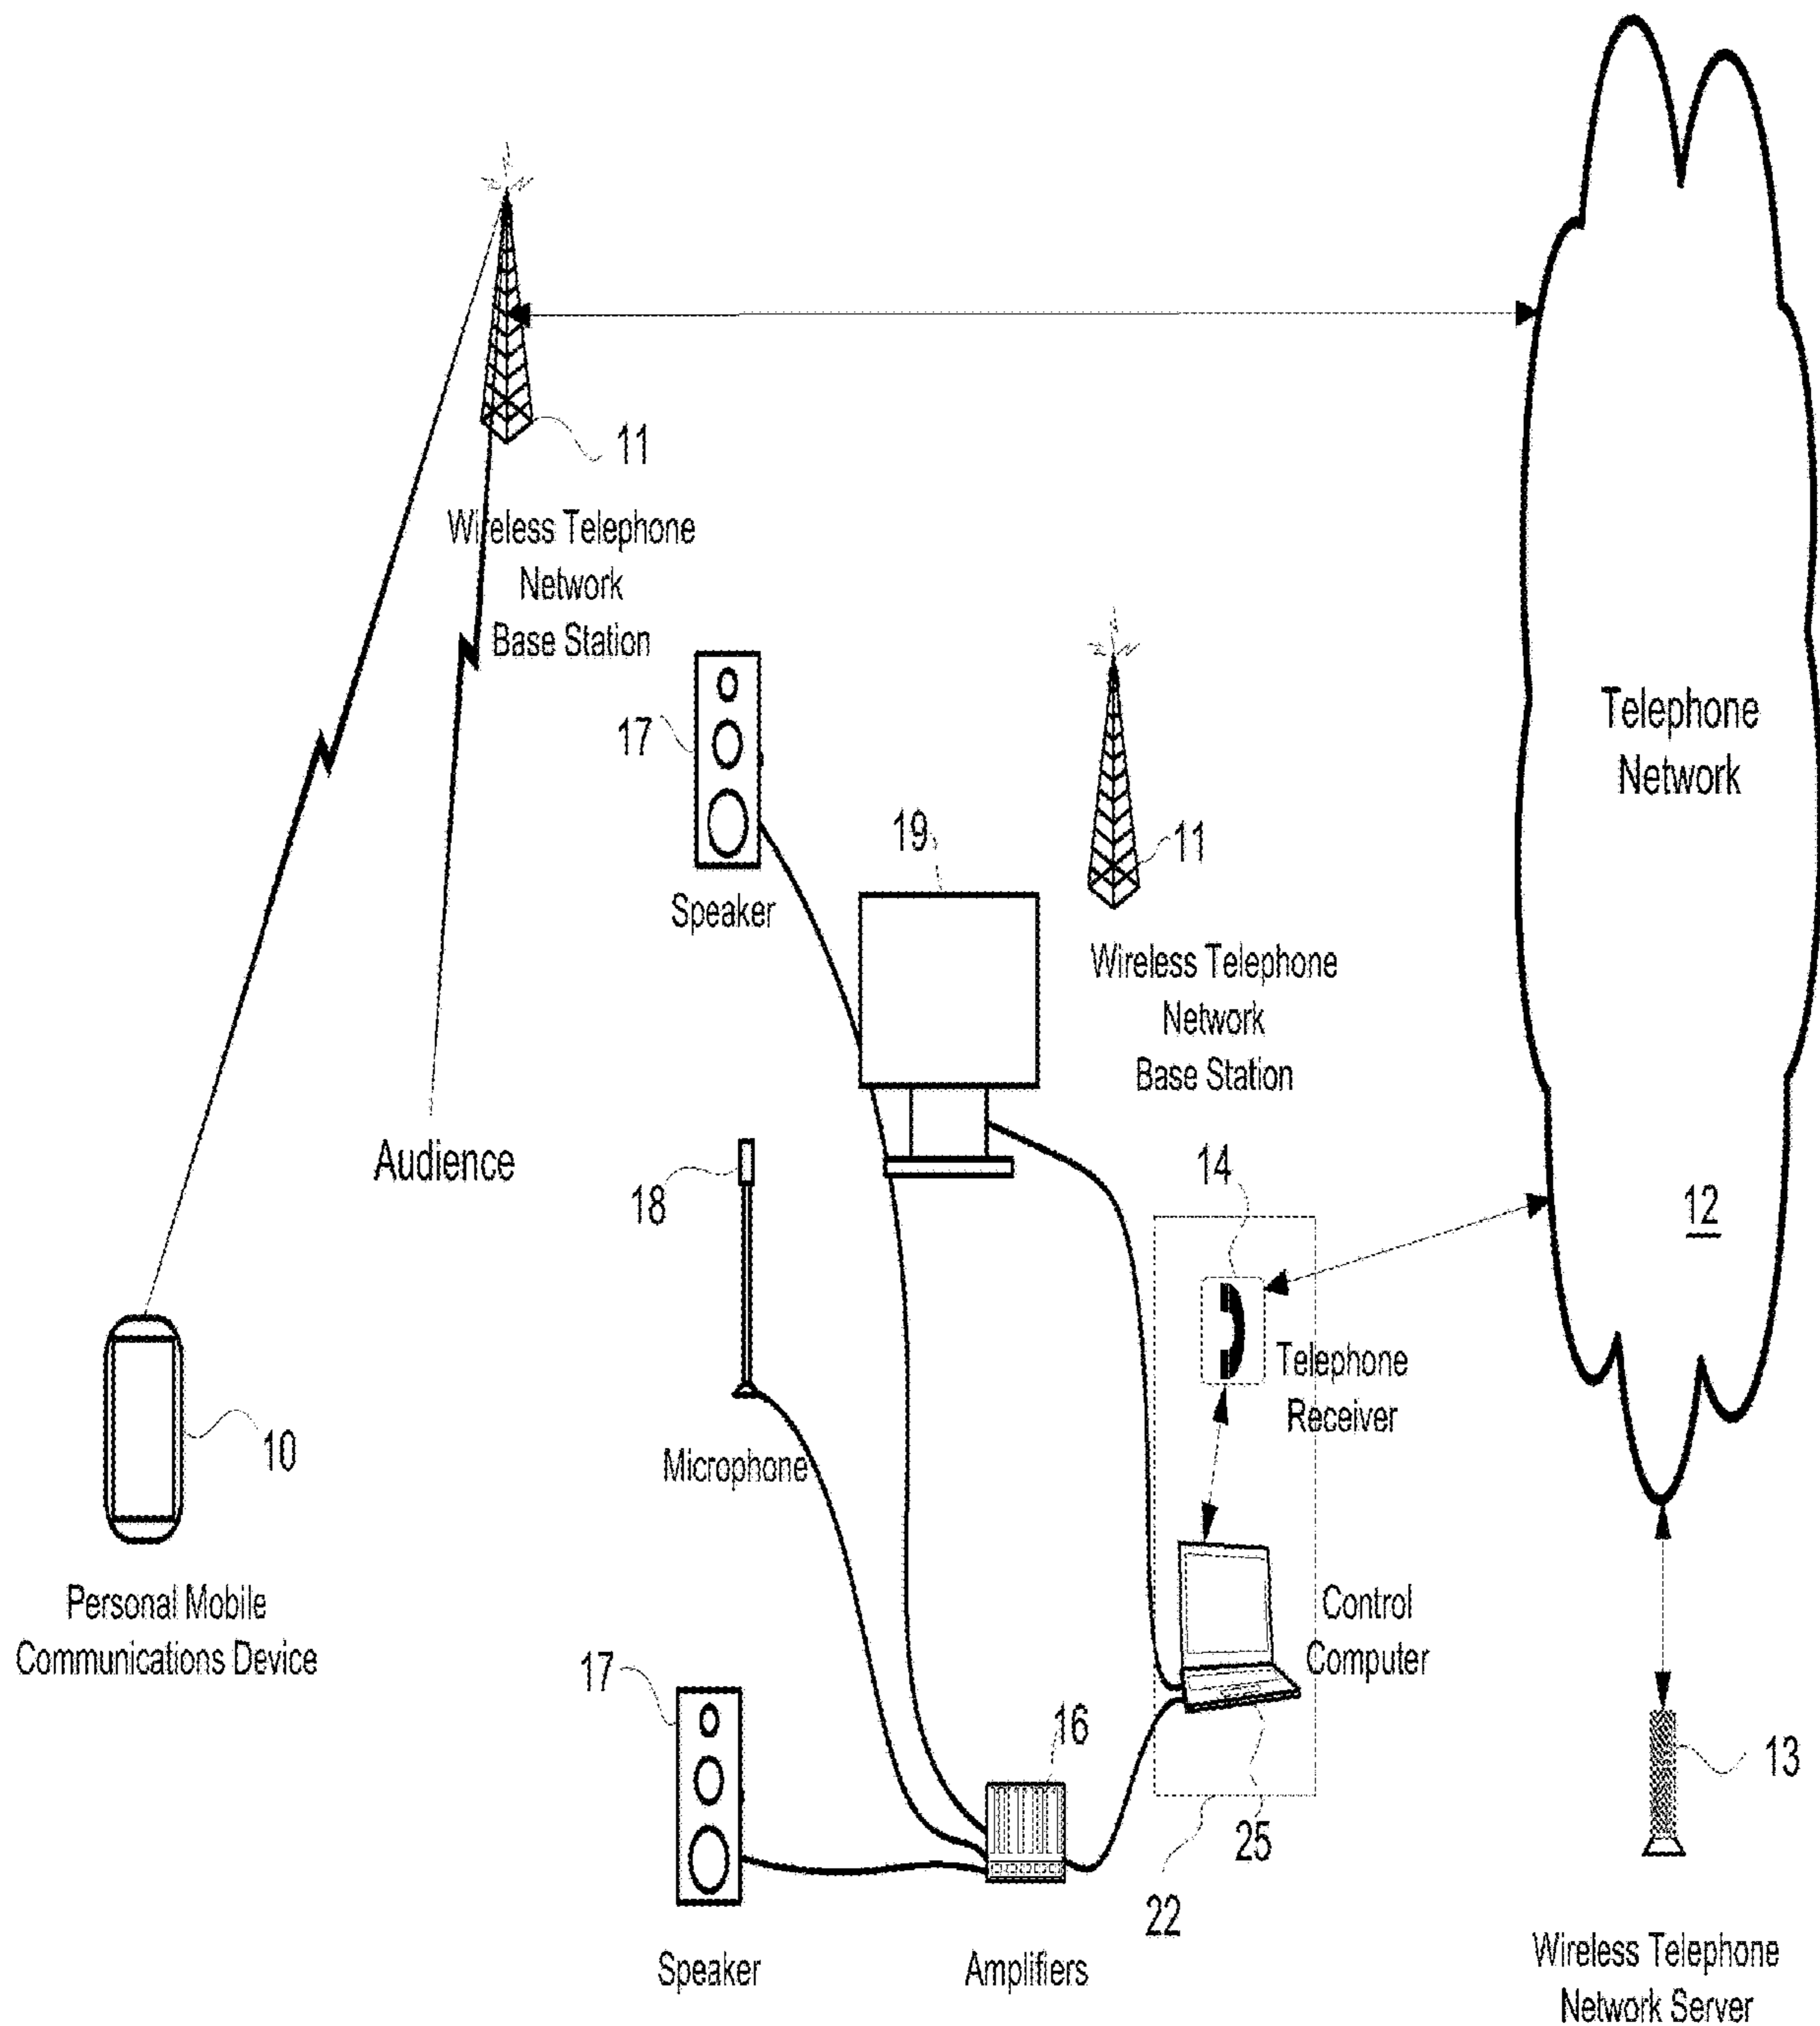 11
Wireless Telephone
Network
Base Station
17
Speaker
19
11
Wireless Telephone
Network
Base Station
Telephone
Network
12
Audience
18
Microphone
14
Telephone
Receiver
10
Personal Mobile
Communications Device
Control
Computer
17
Speaker
16
Amplifiers
25
22
13
Wireless Telephone
Network Server